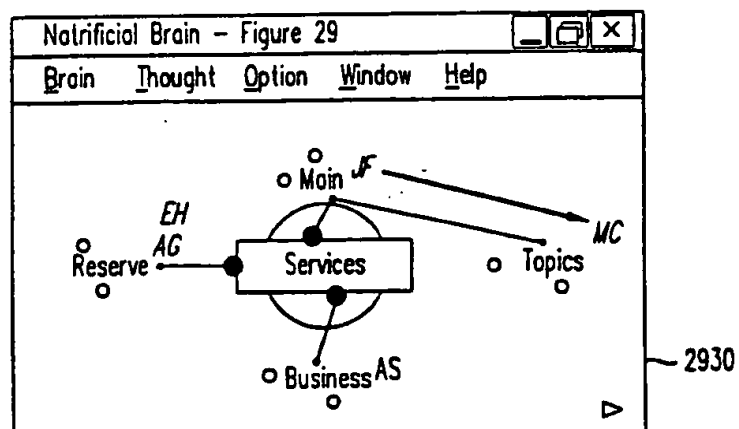 Natrificial Brain – Figure 29
Brain Thought Option Window Help
Main JF
EH
AG
MC
Reserve
Services
Topics
Business AS
2930